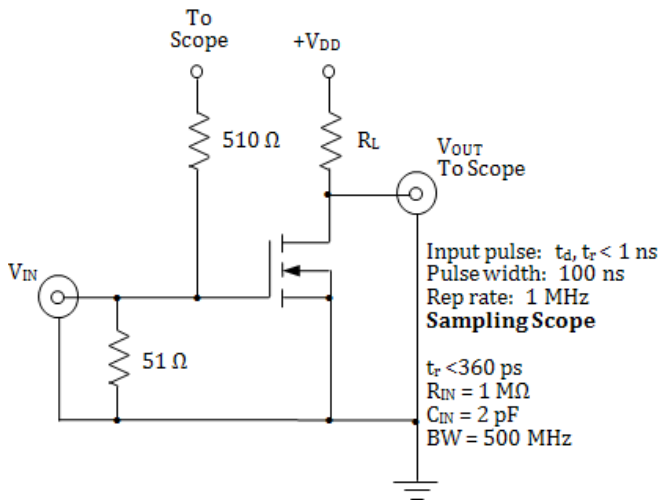 To
Scope
+VDD
510 Ω
RL
VOUT
To Scope
VIN
51 Ω
Input pulse: td, tr < 1 ns
Pulse width: 100 ns
Rep rate: 1 MHz
Sampling Scope
tr <360 ps
RIN = 1 MΩ
CIN = 2 pF
BW = 500 MHz